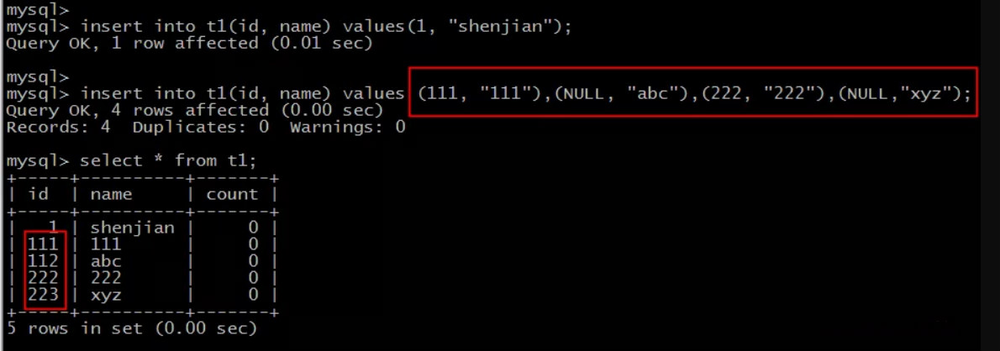 mysql>
mysql> insert into t1(id, name) values(1, "shenjian");
Query OK, 1 row affected (0.01 sec)
mysql>
mysql> insert into t1(id, name) values (111, "111"),(NULL, "abc"),(222, "222"),(NULL,"xyz");
Query OK, 4 rows affected (0.00 sec)
Records: 4  Duplicates: 0  Warnings: 0
mysql> select * from t1;
+-----+----------+-------+
| id  | name     | count |
+-----+----------+-------+
|   1 | shenjian |     0 |
| 111 | 111      |     0 |
| 112 | abc      |     0 |
| 222 | 222      |     0 |
| 223 | xyz      |     0 |
+-----+----------+-------+
5 rows in set (0.00 sec)